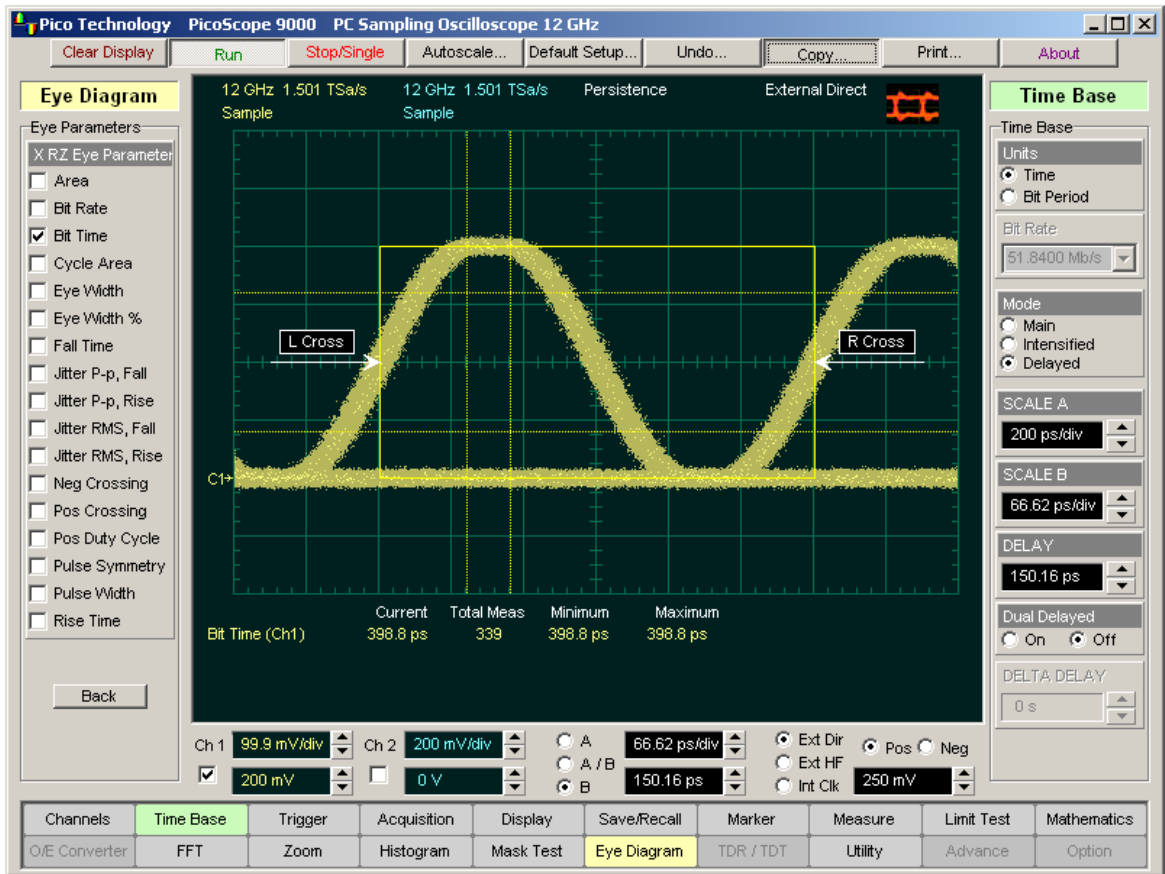 Pico Technology PicoScope 9000 PC Sampling Oscilloscope 12 GHz
Clear Display Run Stop/Single Autoscale... Default Setup... Undo... Copy... Print... About
Eye Diagram
Eye Parameters
X RZ Eye Parameter
Area
Bit Rate
Bit Time
Cycle Area
Eye Width
Eye Width %
Fall Time
Jitter P-p, Fall
Jitter P-p, Rise
Jitter RMS, Fall
Jitter RMS, Rise
Neg Crossing
Pos Crossing
Pos Duty Cycle
Pulse Symmetry
Pulse Width
Rise Time
Back
12 GHz 1.501 TSa/s 12 GHz 1.501 TSa/s Persistence External Direct
Sample Sample
L Cross R Cross
C1
Current Total Meas Minimum Maximum
Bit Time (Ch1) 398.8 ps 339 398.8 ps 398.8 ps
Time Base
Time Base
Units
Time
Bit Period
Bit Rate
51.8400 Mb/s
Mode
Main
Intensified
Delayed
SCALE A
200 ps/div
SCALE B
66.62 ps/div
DELAY
150.16 ps
Dual Delayed
On Off
DELTA DELAY
0 s
Ch 1 99.9 mV/div Ch 2 200 mV/div A 66.62 ps/div Ext Dir Pos Neg
A / B Ext HF
200 mV 0 V B 150.16 ps Int Clk 250 mV
Channels Time Base Trigger Acquisition Display Save/Recall Marker Measure Limit Test Mathematics
O/E Converter FFT Zoom Histogram Mask Test Eye Diagram TDR / TDT Utility Advance Option